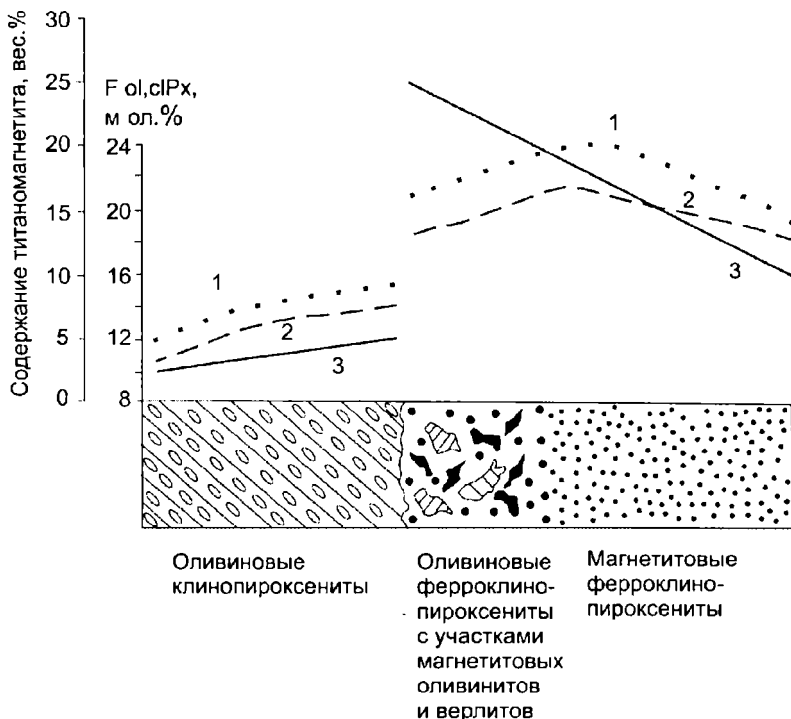 Содержание титаномагнетита, вес.%
30
25
20
15
10
5
0
F ol,clPx,
м ол.%
24
20
16
12
8
1
2
3
1
2
3
Оливиновые
клинопироксениты
Оливиновые
ферроклино-
пироксениты
с участками
магнетитовых
оливинитов
и верлитов
Магнетитовые
ферроклино-
пироксениты